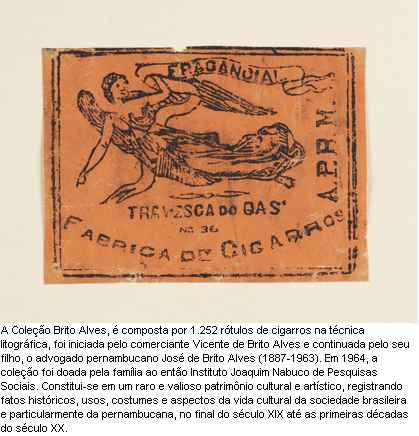 FRAGANCIA!
A.P.R.M.
TRAVESCA DO GAS
No 36
FABRICA DE CIGARROS
A Coleção Brito Alves, é composta por 1.252 rótulos de cigarros na técnica
litográfica, foi iniciada pelo comerciante Vicente de Brito Alves e continuada pelo seu
filho, o advogado pernambucano José de Brito Alves (1887-1963). Em 1964, a
coleção foi doada pela família ao então Instituto Joaquim Nabuco de Pesquisas
Sociais. Constitui-se em um raro e valioso patrimônio cultural e artístico, registrando
fatos históricos, usos, costumes e aspectos da vida cultural da sociedade brasileira
e particularmente da pernambucana, no final do século XIX até as primeiras décadas
do século XX.